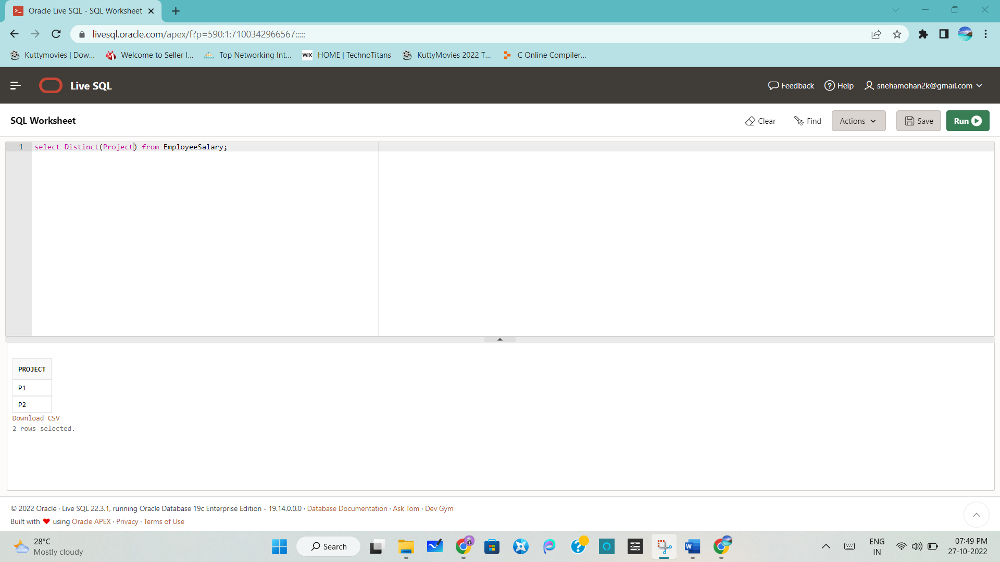 Oracle Live SQL - SQL Worksheet
livesql.oracle.com/apex/f?p=590:1:7100342966567:::::
Kuttymovies | Dow... Welcome to Seller I... Top Networking Int... WIX HOME | TechnoTitans KuttyMovies 2022 T... C Online Compiler...
Live SQL Feedback Help snehamohan2k@gmail.com
SQL Worksheet Clear Find Actions Save Run
1 select Distinct(Project) from EmployeeSalary;
PROJECT
P1
P2
Download CSV
2 rows selected.
© 2022 Oracle · Live SQL 22.3.1, running Oracle Database 19c Enterprise Edition - 19.14.0.0.0 · Database Documentation · Ask Tom · Dev Gym
Built with ❤ using Oracle APEX · Privacy · Terms of Use
28°C
Mostly cloudy
Search
ENG
IN
07:49 PM
27-10-2022